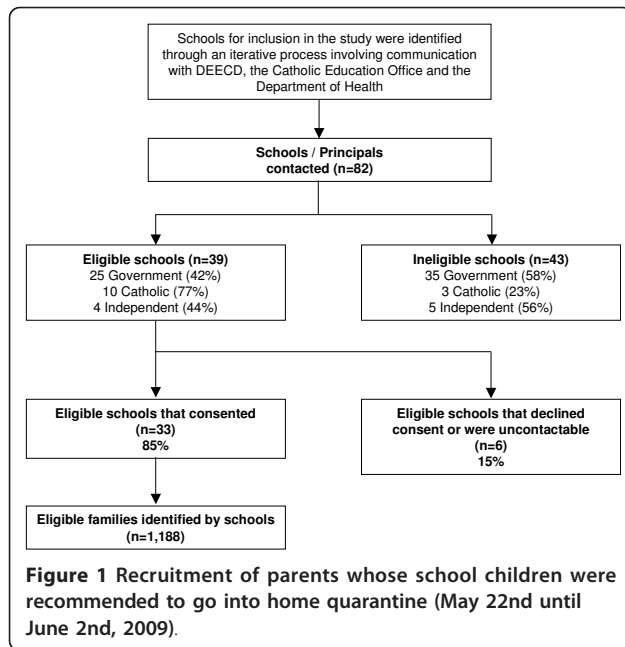 Schools for inclusion in the study were identified
through an iterative process involving communication
with DEECD, the Catholic Education Office and the
Department of Health
Schools / Principals
contacted (n=82)
Eligible schools (n=39)
25 Government (42%)
10 Catholic (77%)
4 Independent (44%)
Ineligible schools (n=43)
35 Government (58%)
3 Catholic (23%)
5 Independent (56%)
Eligible schools that consented
(n=33)
85%
Eligible schools that declined
consent or were uncontactable
(n=6)
15%
Eligible families identified by schools
(n=1,188)
Figure 1 Recruitment of parents whose school children were
recommended to go into home quarantine (May 22nd until
June 2nd, 2009).